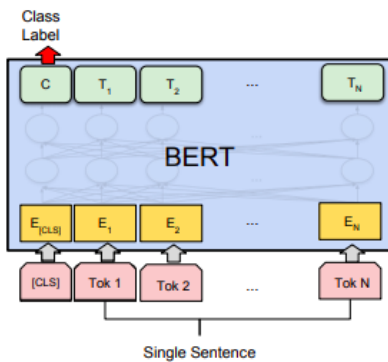 Class
Label
C T1 T2 ... TN
...
...
BERT
E[CLS] E1 E2 ... EN
[CLS] Tok 1 Tok 2 ... Tok N
Single Sentence